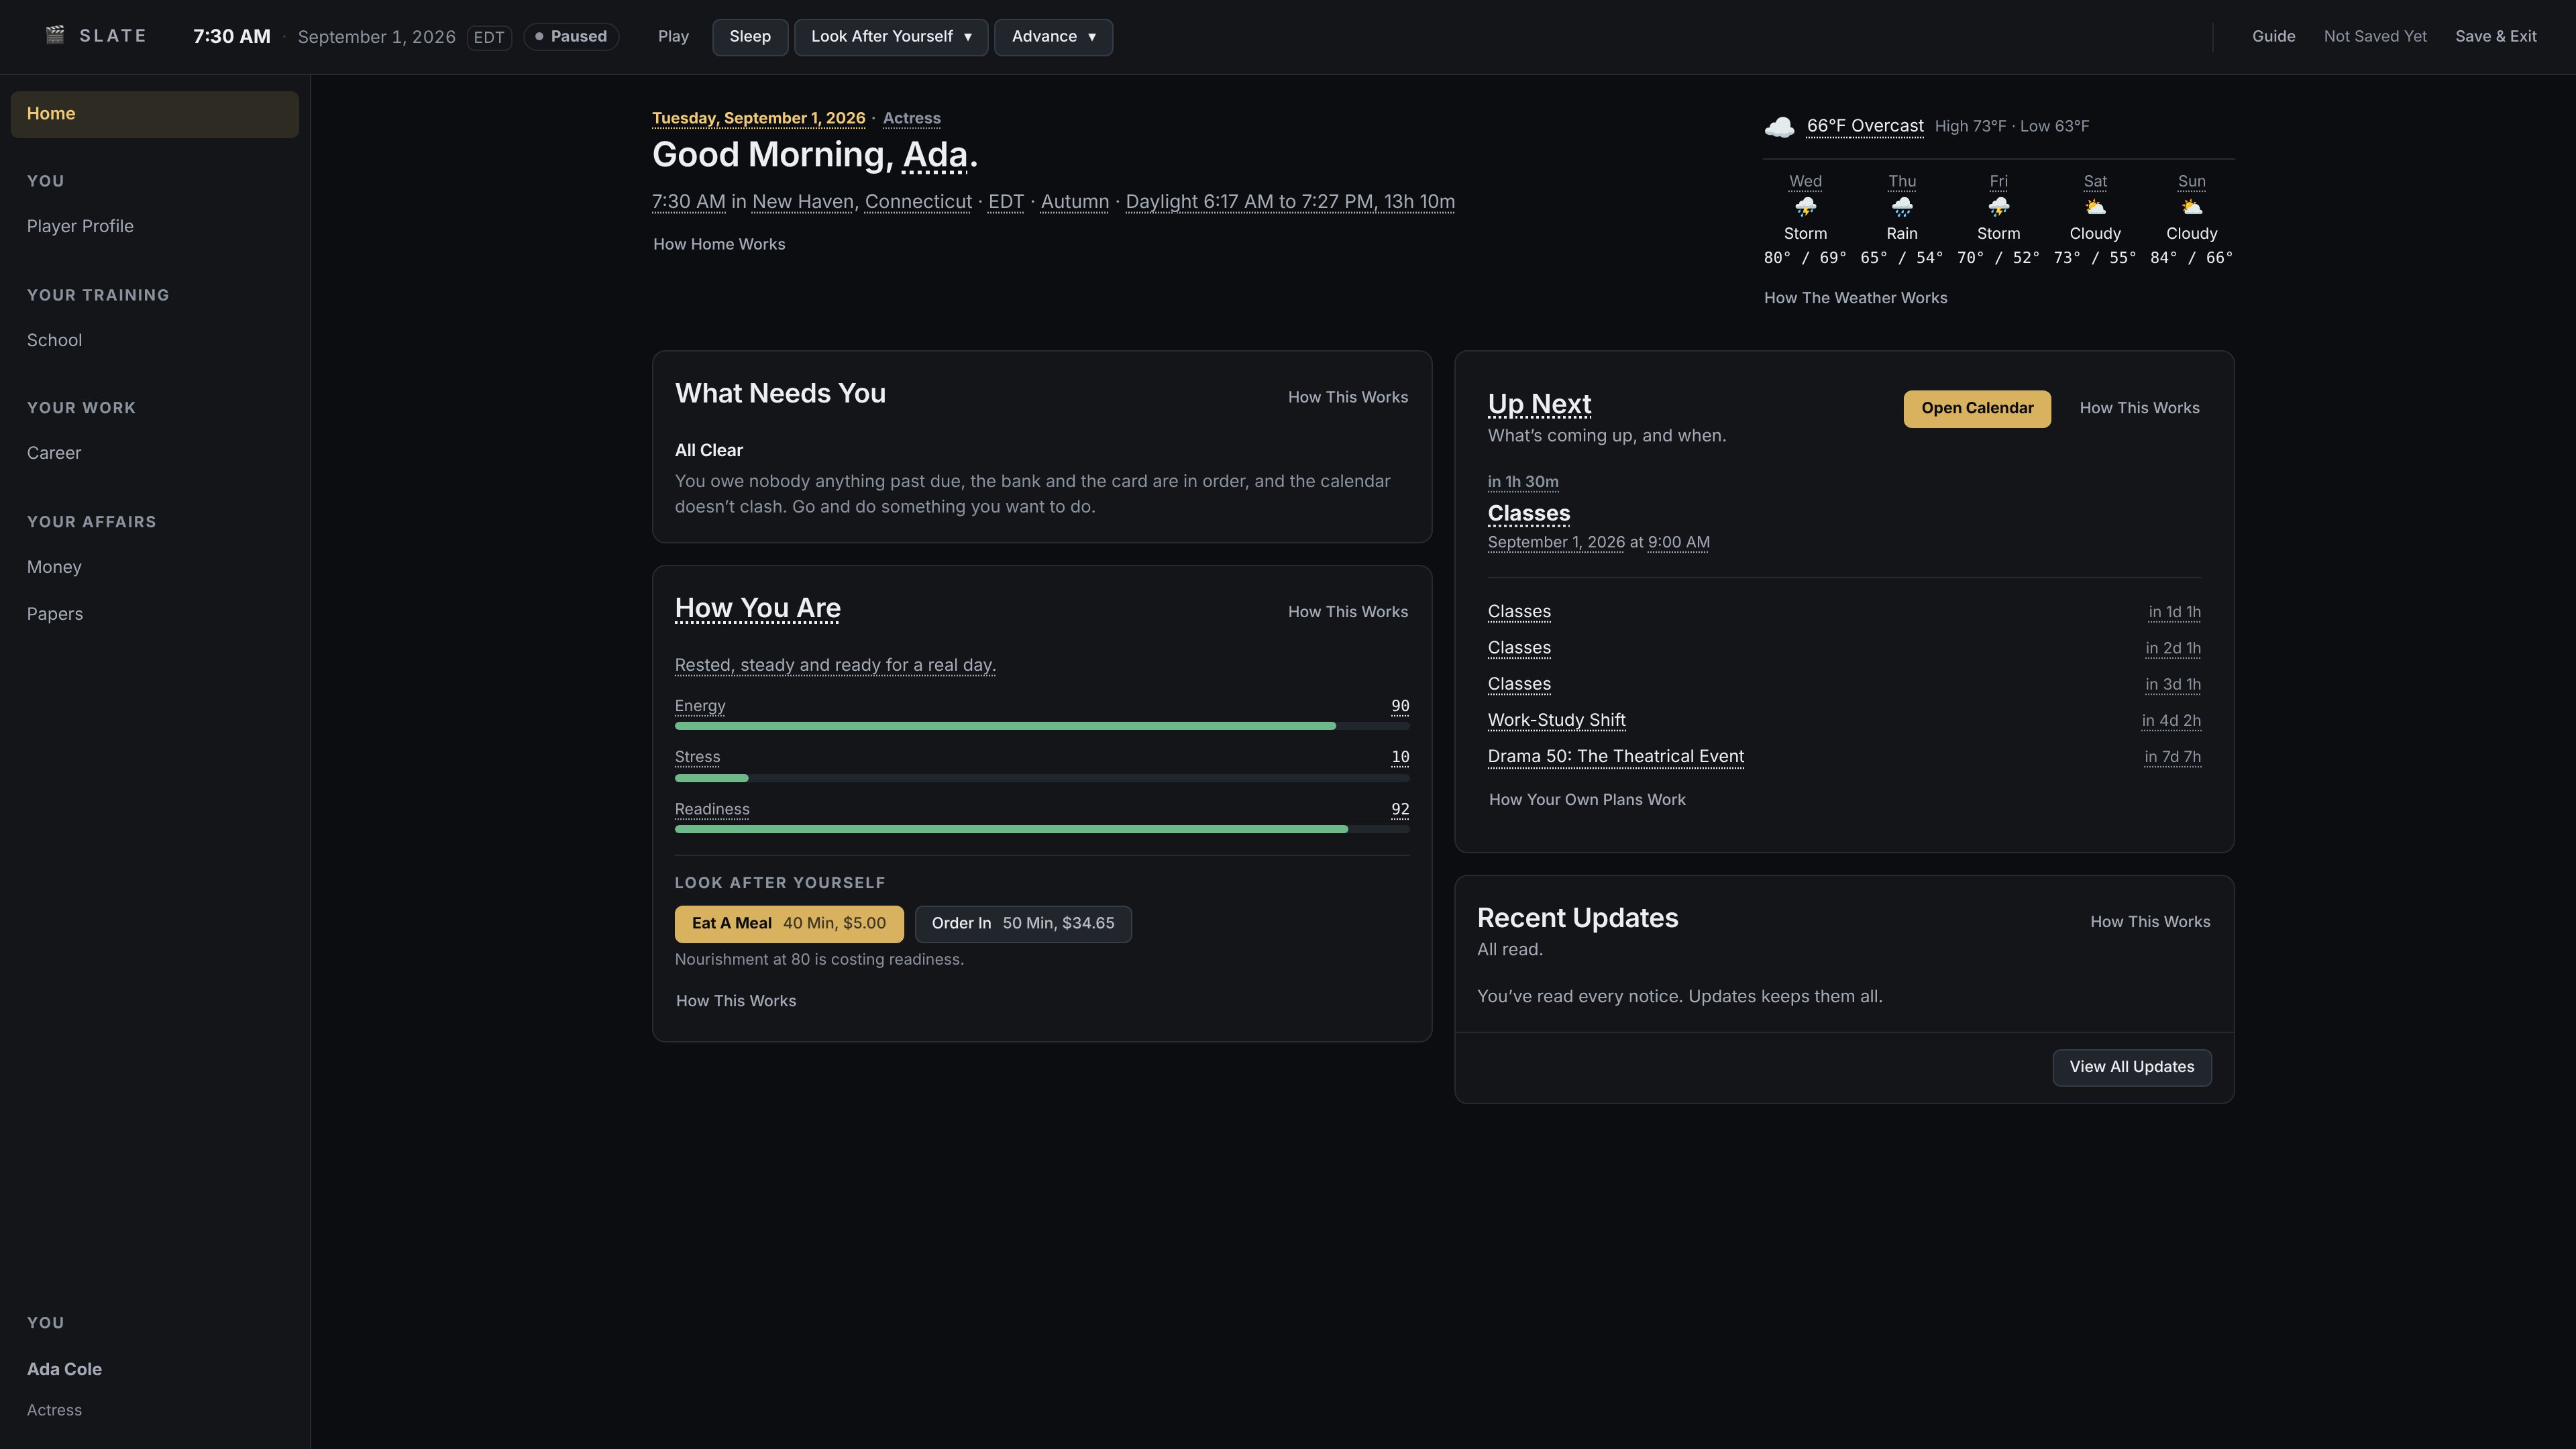 🎬 SLATE
7:30 AM · September 1, 2026 EDT Paused
Play
Sleep
Look After Yourself ▾
Advance ▾
Guide
Not Saved Yet
Save & Exit
Home
YOU
Player Profile
YOUR TRAINING
School
YOUR WORK
Career
YOUR AFFAIRS
Money
Papers
YOU
Ada Cole
Actress
Tuesday, September 1, 2026 · Actress
Good Morning, Ada.
7:30 AM in New Haven, Connecticut · EDT · Autumn · Daylight 6:17 AM to 7:27 PM, 13h 10m
How Home Works
66°F Overcast High 73°F · Low 63°F
Wed Thu Fri Sat Sun
Storm Rain Storm Cloudy Cloudy
80° / 69° 65° / 54° 70° / 52° 73° / 55° 84° / 66°
How The Weather Works
What Needs You
How This Works
All Clear
You owe nobody anything past due, the bank and the card are in order, and the calendar
doesn’t clash. Go and do something you want to do.
How You Are
How This Works
Rested, steady and ready for a real day.
Energy 90
Stress 10
Readiness 92
LOOK AFTER YOURSELF
Eat A Meal 40 Min, $5.00
Order In 50 Min, $34.65
Nourishment at 80 is costing readiness.
How This Works
Up Next
Open Calendar
How This Works
What’s coming up, and when.
in 1h 30m
Classes
September 1, 2026 at 9:00 AM
Classes in 1d 1h
Classes in 2d 1h
Classes in 3d 1h
Work-Study Shift in 4d 2h
Drama 50: The Theatrical Event in 7d 7h
How Your Own Plans Work
Recent Updates
How This Works
All read.
You’ve read every notice. Updates keeps them all.
View All Updates